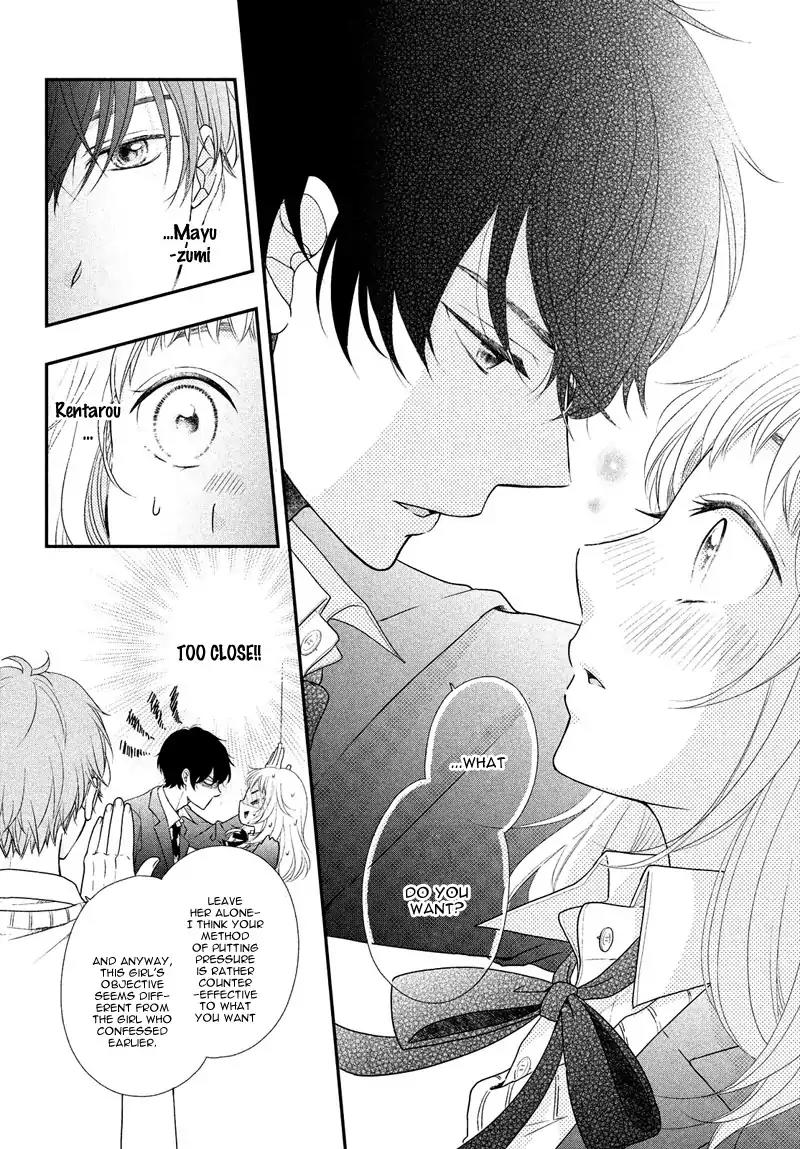 ...WHAT
DO YOU
WANT?
...Mayu
-zumi
Rentarou
...
TOO CLOSE!!
LEAVE
HER ALONE-
I THINK YOUR
METHOD
OF PUTTING
PRESSURE
IS RATHER
COUNTER
-EFFECTIVE
TO WHAT
YOU WANT
AND ANYWAY,
THIS GIRL'S
OBJECTIVE
SEEMS DIFF-
ERENT FROM
THE GIRL WHO
CONFESSED
EARLIER.